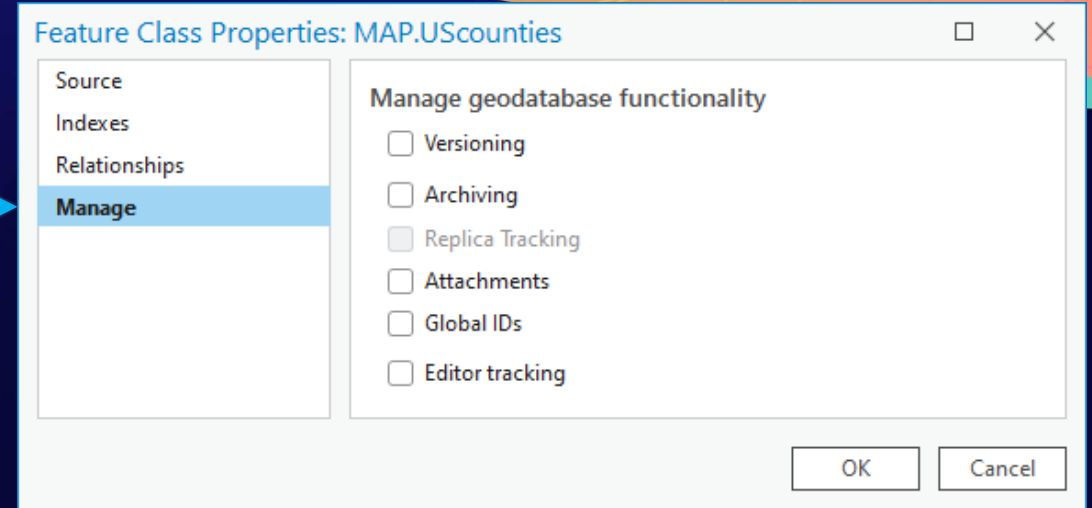 Feature Class Properties: MAP.UScounties
Source
Indexes
Relationships
Manage
Manage geodatabase functionality
Versioning
Archiving
Replica Tracking
Attachments
Global IDs
Editor tracking
OK
Cancel